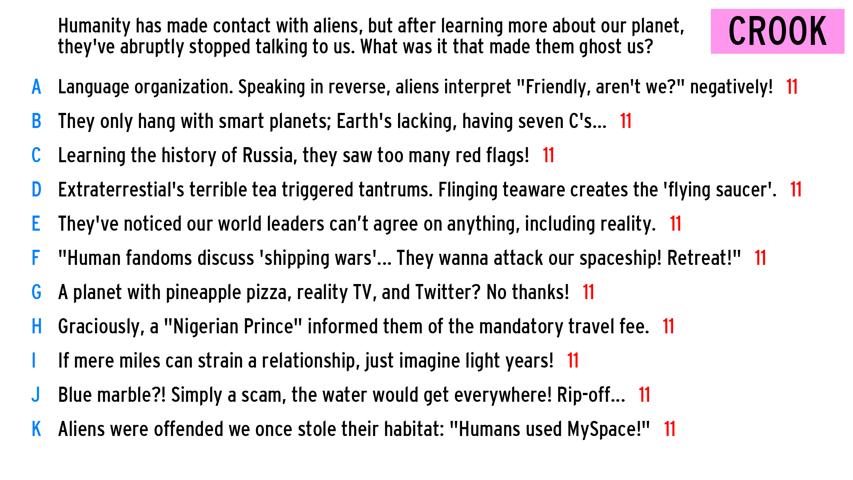 Humanity has made contact with aliens, but after learning more about our planet,
they've abruptly stopped talking to us. What was it that made them ghost us?
CROOK
A Language organization. Speaking in reverse, aliens interpret "Friendly, aren't we?" negatively! 11
B They only hang with smart planets; Earth's lacking, having seven C's... 11
C Learning the history of Russia, they saw too many red flags! 11
D Extraterrestial's terrible tea triggered tantrums. Flinging teaware creates the 'flying saucer'. 11
E They've noticed our world leaders can’t agree on anything, including reality. 11
F "Human fandoms discuss 'shipping wars'... They wanna attack our spaceship! Retreat!" 11
G A planet with pineapple pizza, reality TV, and Twitter? No thanks! 11
H Graciously, a "Nigerian Prince" informed them of the mandatory travel fee. 11
I If mere miles can strain a relationship, just imagine light years! 11
J Blue marble?! Simply a scam, the water would get everywhere! Rip-off... 11
K Aliens were offended we once stole their habitat: "Humans used MySpace!" 11